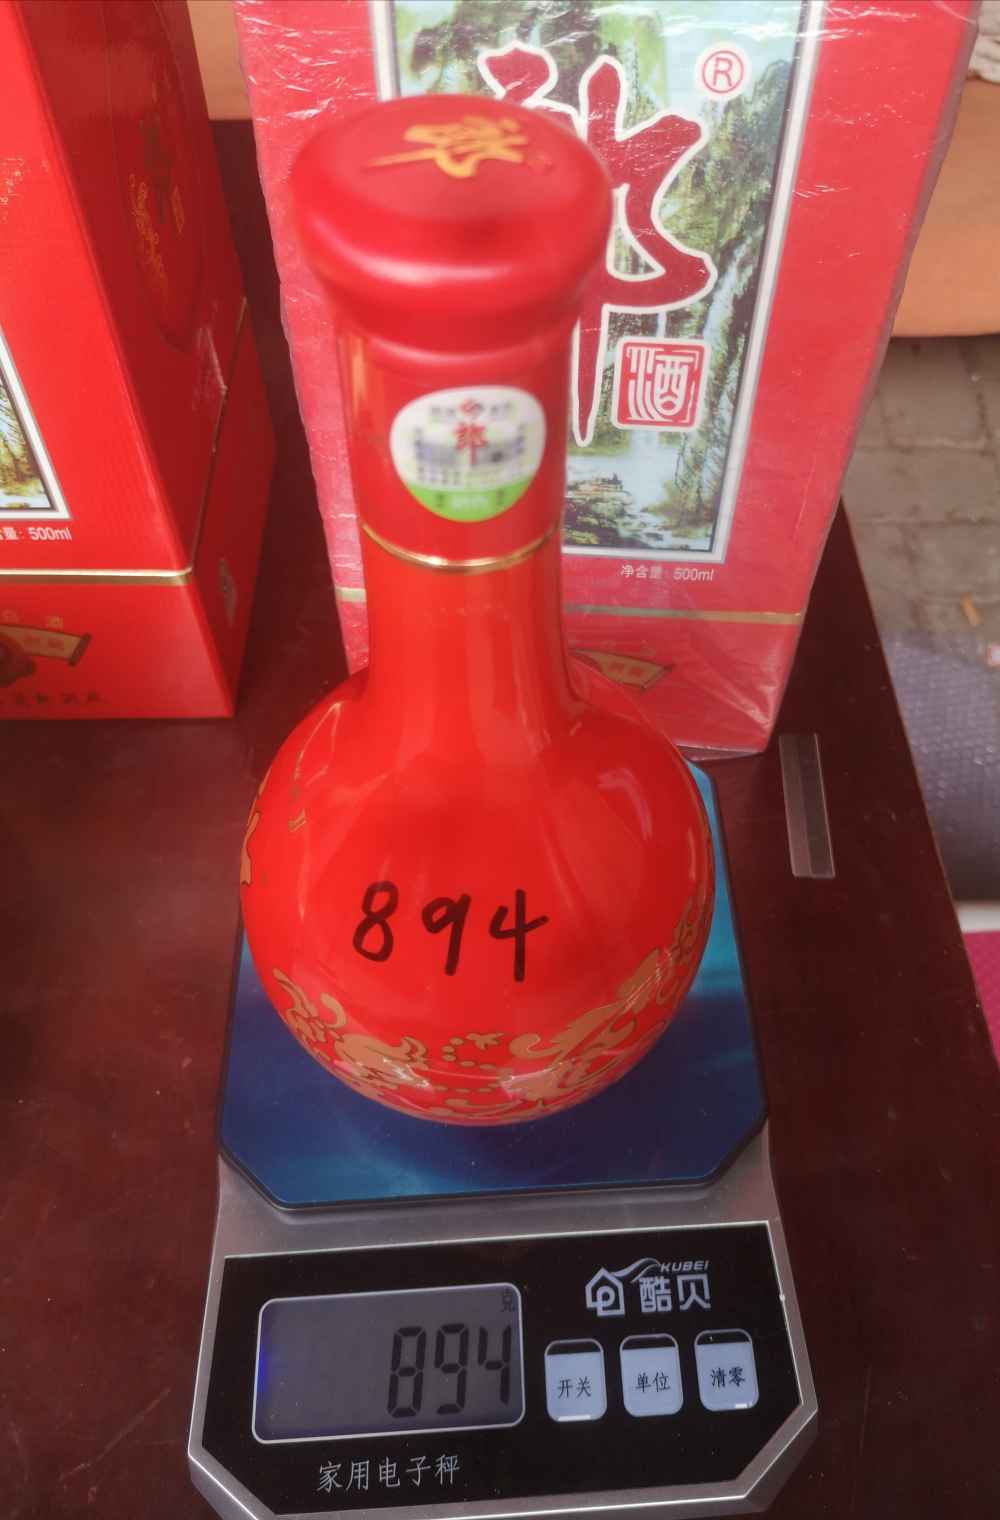 郎
®
酒
净含量：500ml
含量：500ml
郎
894
KUBEI
酷贝
克
894
开关
单位
清零
家用电子秤